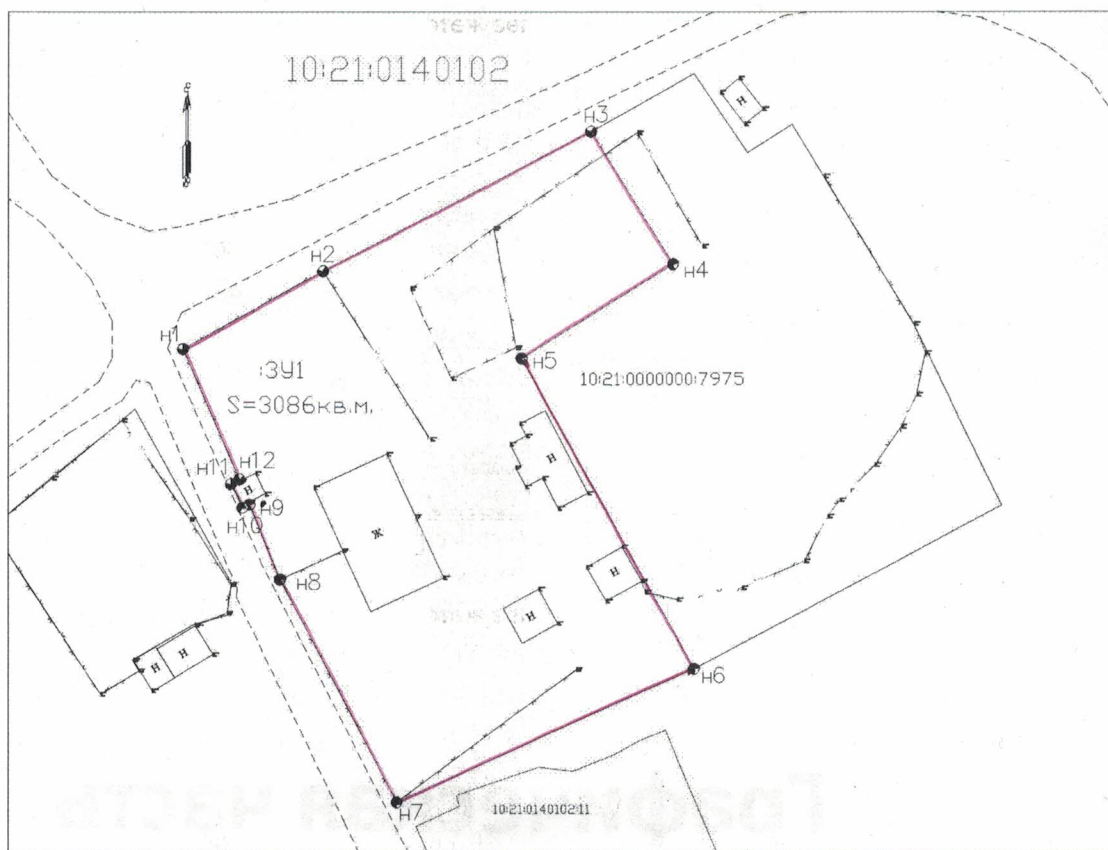 10:21:0140102
С
Ю
н3
н
н2
н4
н1
н5
:ЗУ1
10:21:0000000:7975
S=3086кв.м.
н12
н11
н
н
н9
н10
ж
н8
н
н
н
н
н6
н7
10:21:0140102:11